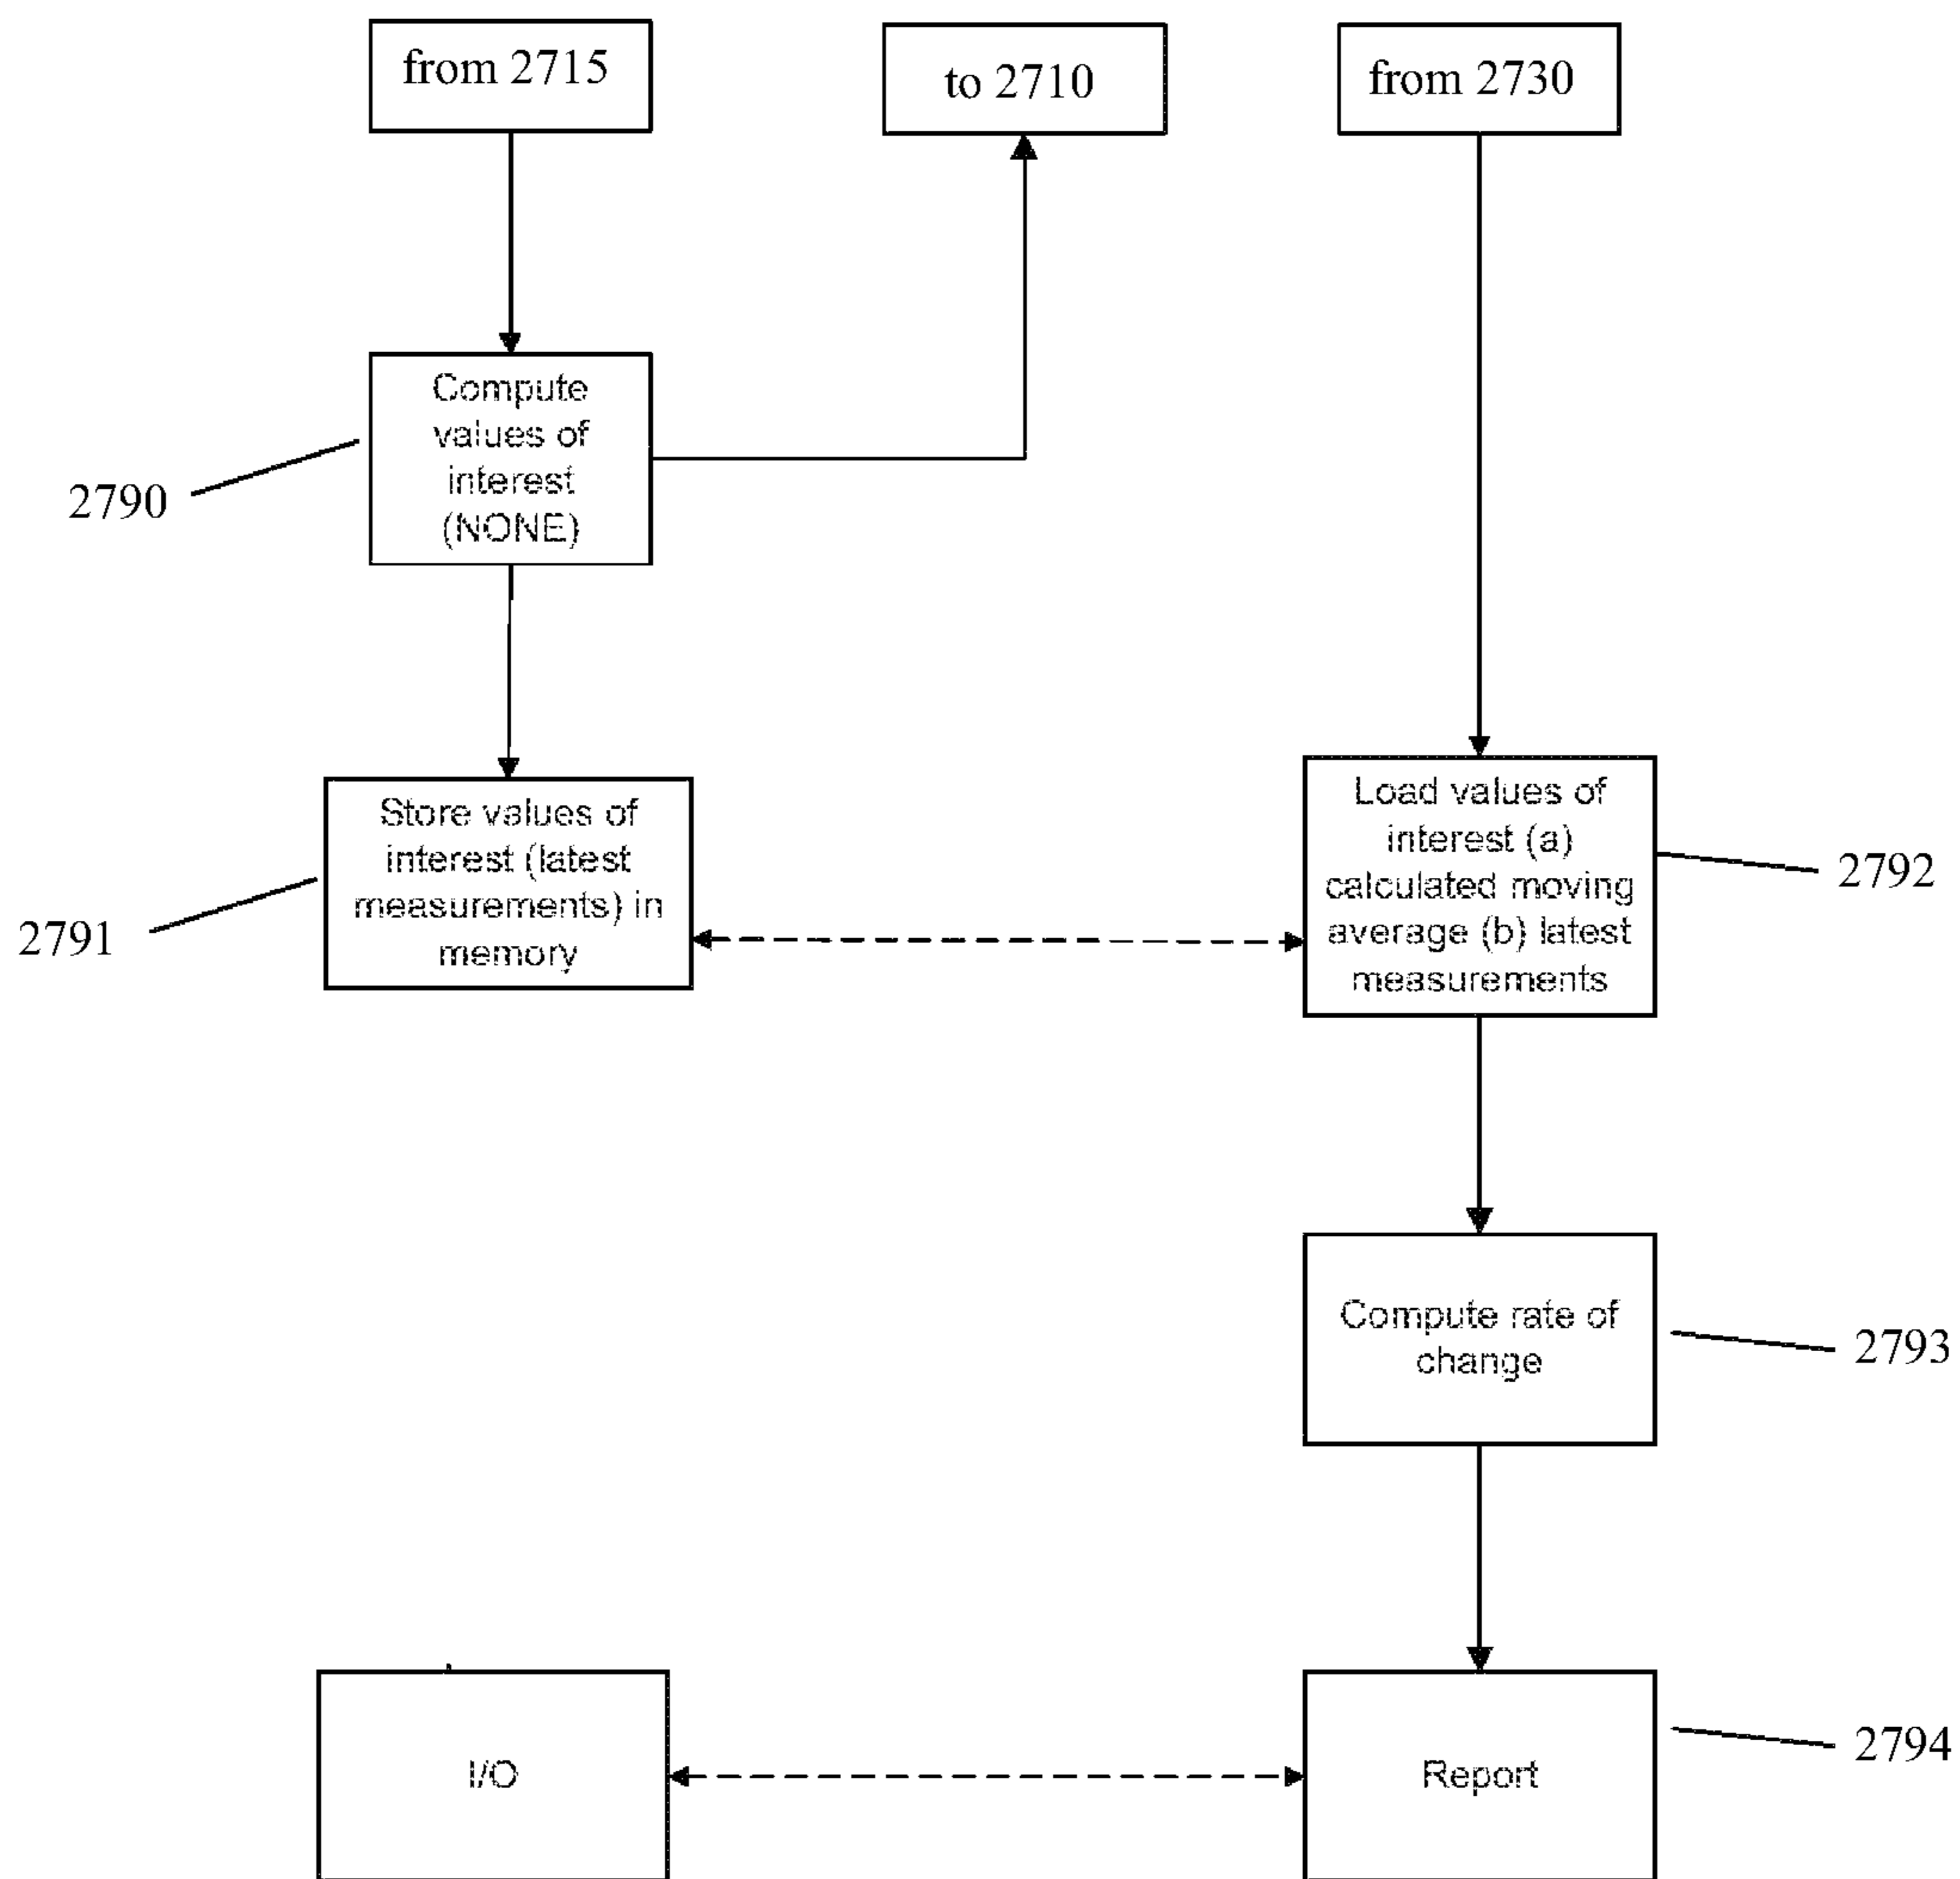 from 2715
to 2710
from 2730
Compute
values of
interest
(NONE)
2790
Store values of
interest (latest
measurements) in
memory
2791
Load values of
interest (a)
calculated moving
average (b) latest
measurements
2792
Compute rate of
change
2793
I/O
Report
2794